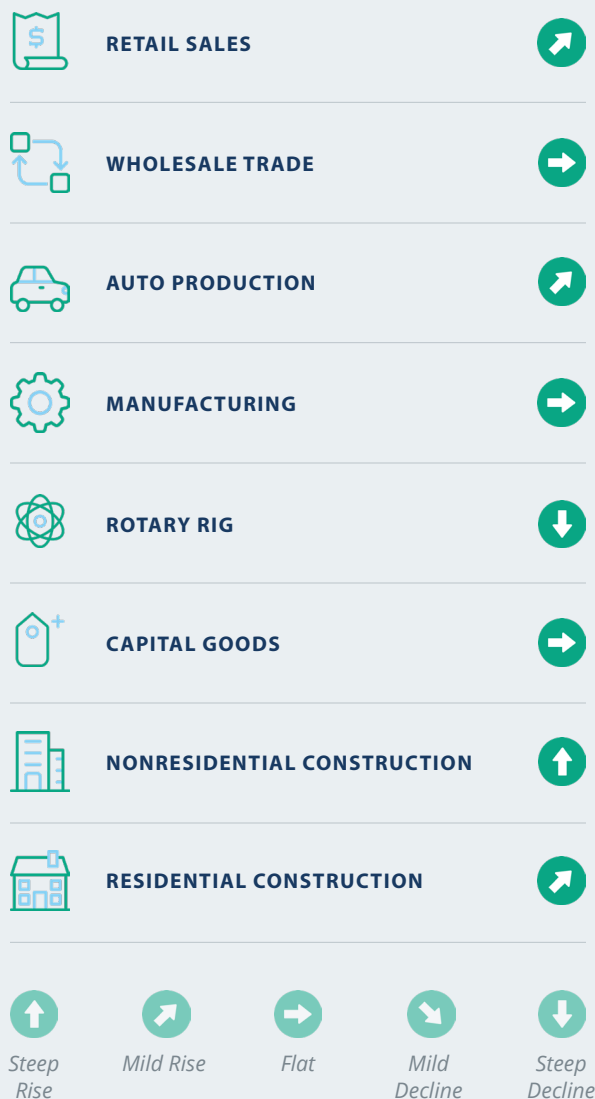 $
RETAIL SALES
WHOLESALE TRADE
AUTO PRODUCTION
MANUFACTURING
ROTARY RIG
CAPITAL GOODS
NONRESIDENTIAL CONSTRUCTION
RESIDENTIAL CONSTRUCTION
Steep
Rise
Mild Rise
Flat
Mild
Decline
Steep
Decline